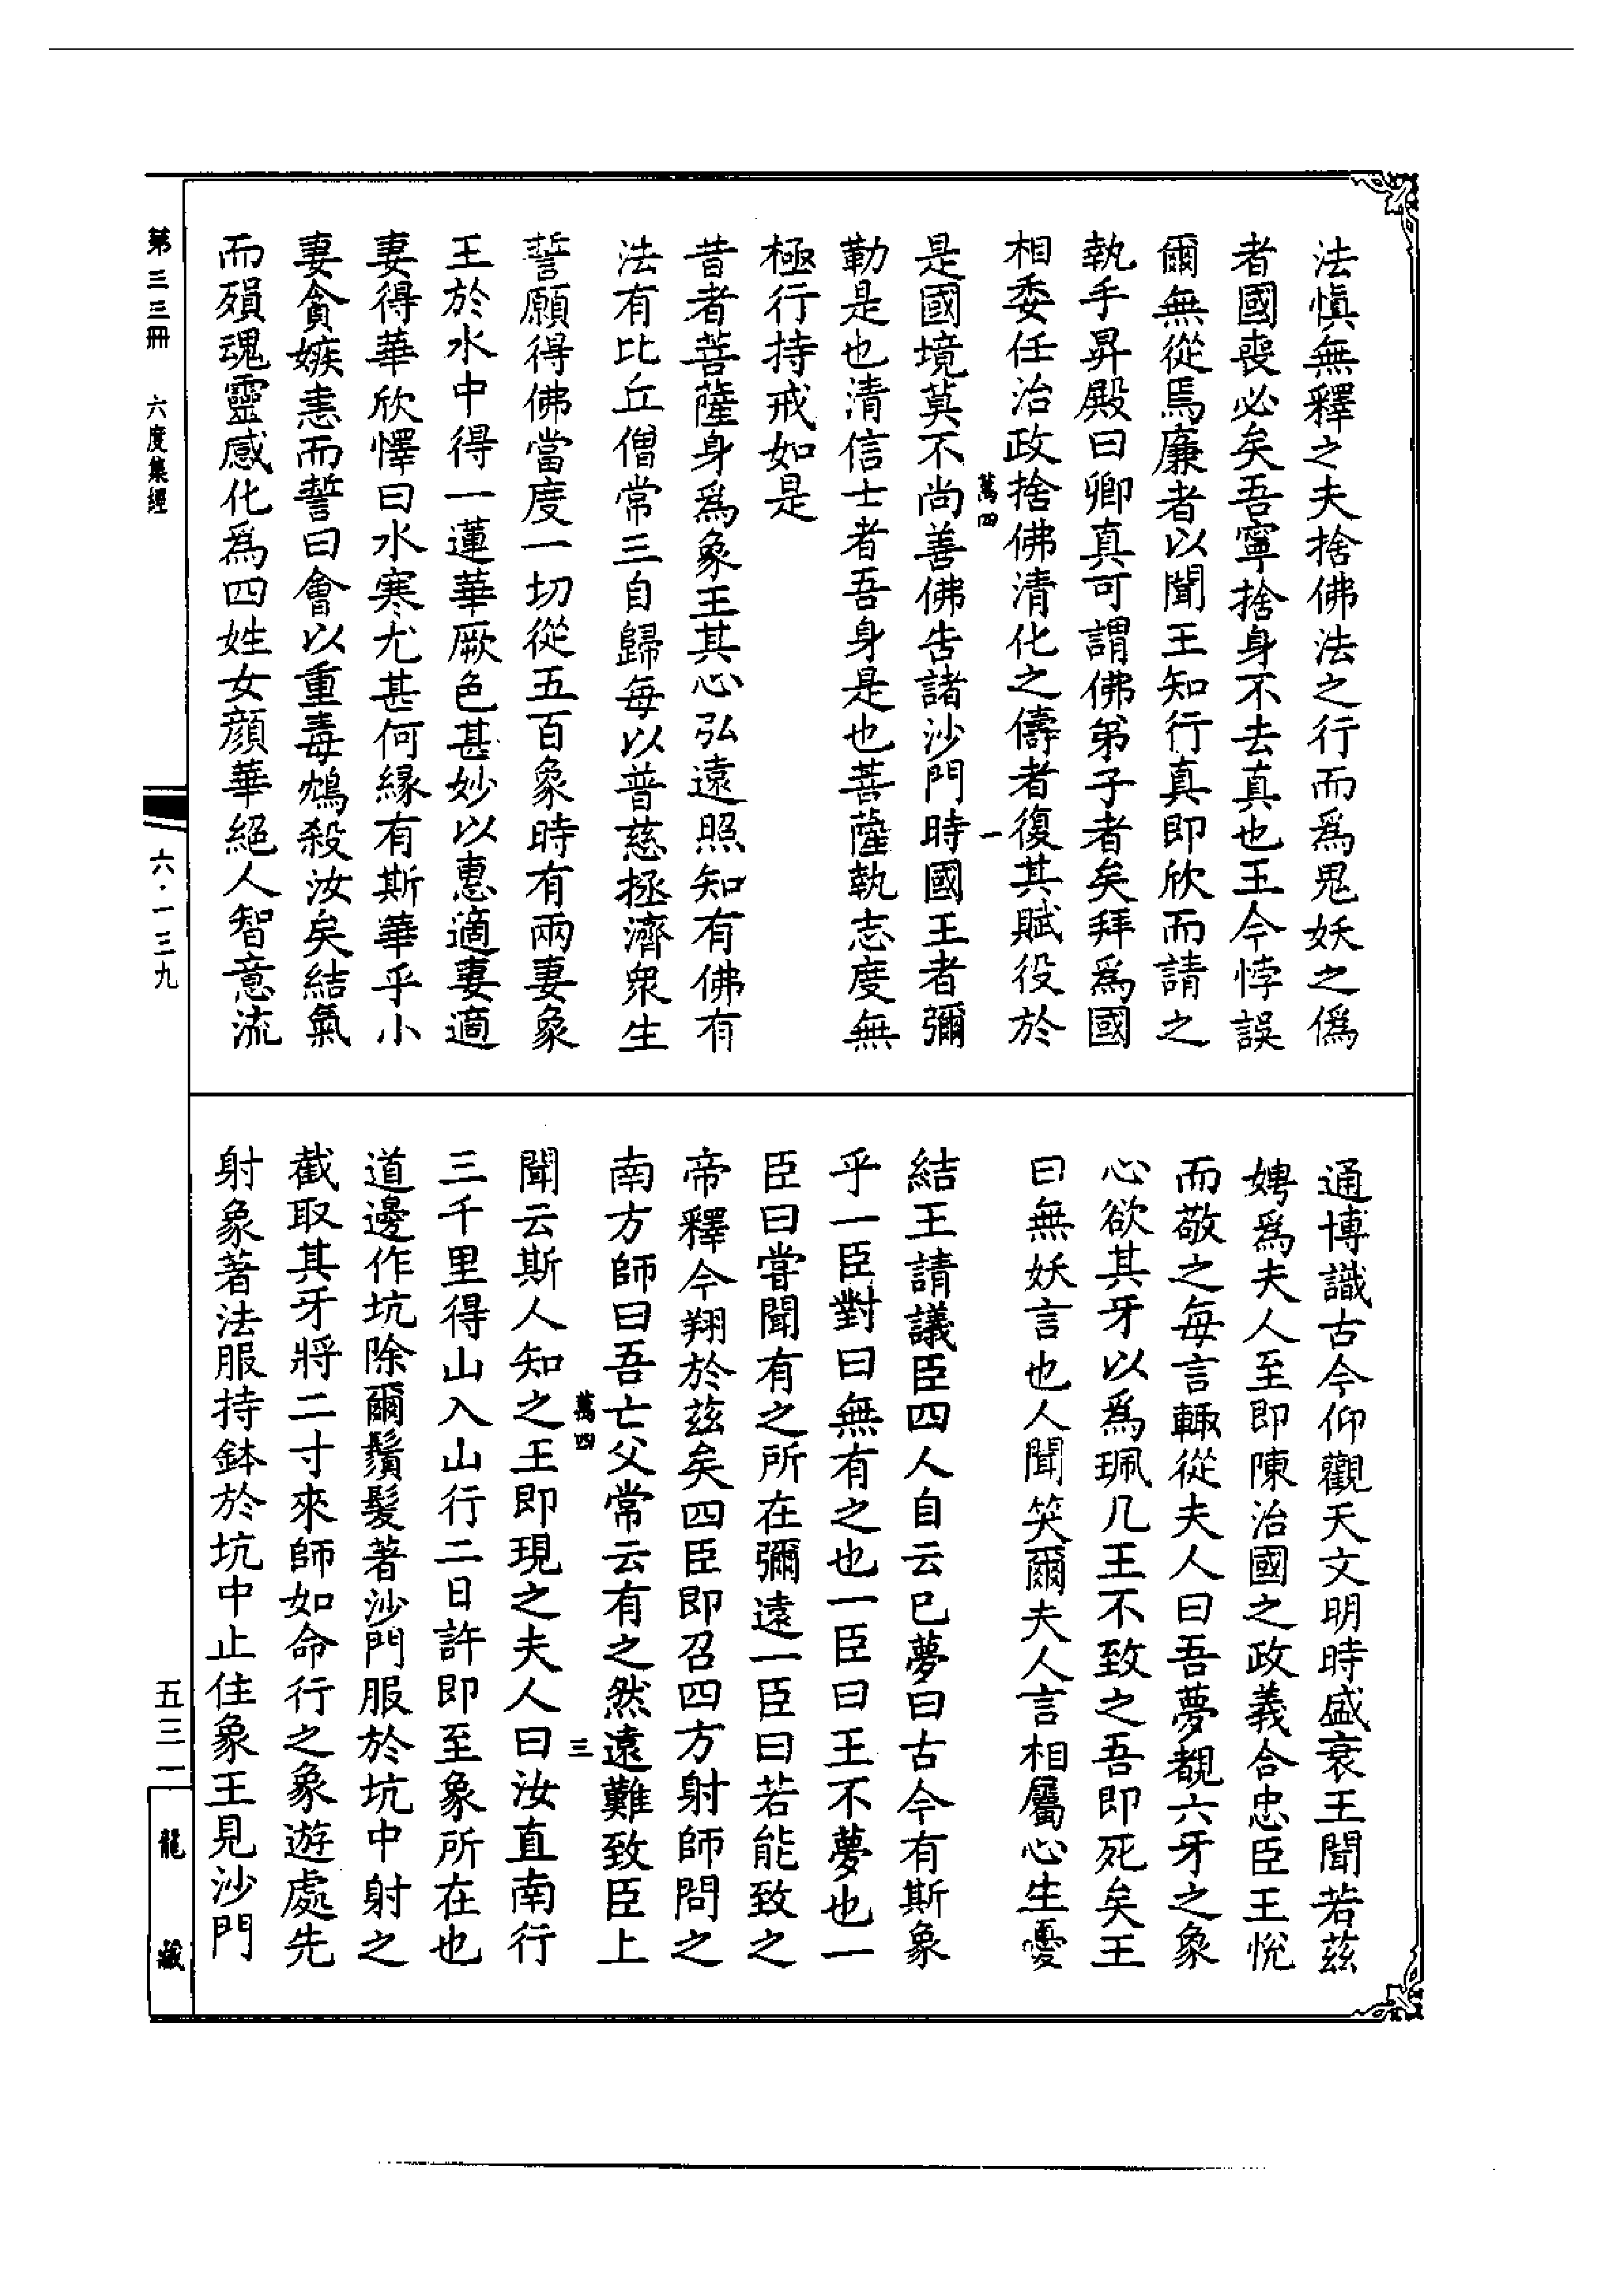 法慎無釋之夫捨佛法之行而為鬼妖之偽
者國喪必矣吾寧捨身不去真也王今悖誤
爾無從焉廉者以聞王知行真即欣而請之
執手昇殿曰卿真可謂佛弟子者矣拜為國
相委任治政捨佛清化之儔者復其賦役於
萬四
一
是國境莫不尚善佛告諸沙門時國王者彌
勒是也清信士者吾身是也菩薩執志度無
極行持戒如是
昔者菩薩身為象王其心弘遠照知有佛有
法有比丘僧常三自歸每以普慈拯濟眾生
誓願得佛當度一切從五百象時有兩妻象
王於水中得一蓮華厥色甚妙以惠適妻適
妻得華欣懌曰水寒尤甚何緣有斯華乎小
妻貪嫉恚而誓曰會以重毒鴆殺汝矣結氣
而殞魂靈感化為四姓女顏華絕人智意流
通博識古今仰觀天文明時盛衰王聞若茲
娉為夫人至即陳治國之政義合忠臣王悅
而敬之每言輒從夫人曰吾夢覩六牙之象
心欲其牙以為珮几王不致之吾即死矣王
曰無妖言也人聞笑爾夫人言相屬心生憂
結王請議臣四人自云已夢曰古今有斯象
乎一臣對曰無有之也一臣曰王不夢也一
臣曰嘗聞有之所在彌遠一臣曰若能致之
帝釋今翔於茲矣四臣即召四方射師問之
南方師曰吾亡父常云有之然遠難致臣上
萬四
三
聞云斯人知之王即現之夫人曰汝直南行
三千里得山入山行二日許即至象所在也
道邊作坑除爾鬚髮著沙門服於坑中射之
截取其牙將二寸來師如命行之象遊處先
射象著法服持鉢於坑中止住象王見沙門
第三三冊 六度集經
六·一三九
五三一
龍藏